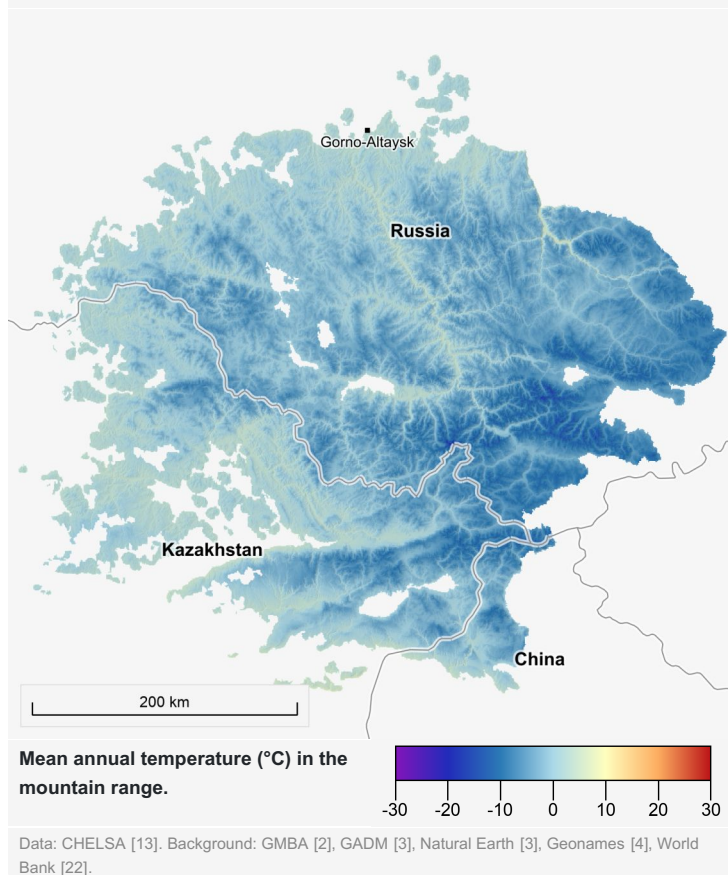 Gorno-Altaysk
Russia
Kazakhstan
China
200 km
Mean annual temperature (°C) in the
mountain range.
-30 -20 -10 0 10 20 30
Data: CHELSA [13]. Background: GMBA [2], GADM [3], Natural Earth [3], Geonames [4], World
Bank [22].